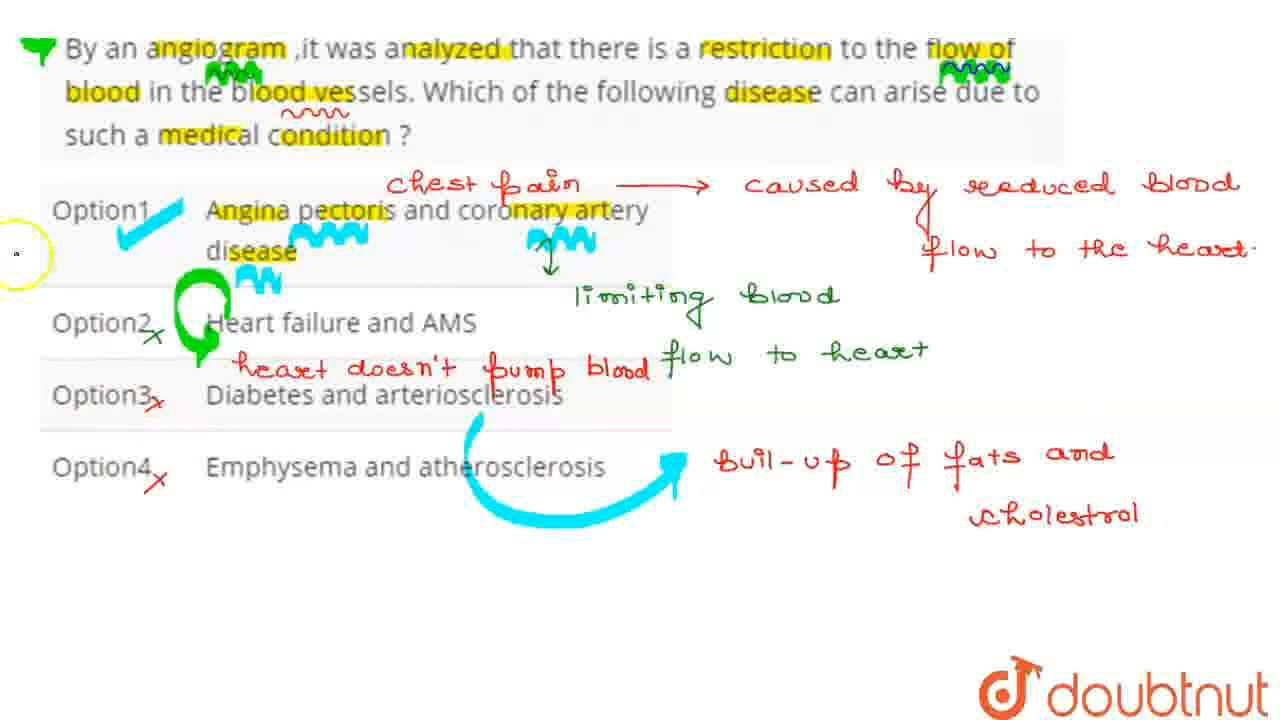 By an angiogram ,it was analyzed that there is a restriction to the flow of
blood in the blood vessels. Which of the following disease can arise due to
such a medical condition ?
chest pain → caused by reduced blood
flow to the heart.
Option1 Angina pectoris and coronary artery
disease
limiting blood
flow to heart
Option2 Heart failure and AMS
heart doesn't pump blood
Option3 Diabetes and arteriosclerosis
Option4 Emphysema and atherosclerosis
buil-up of fats and
cholestrol
doubtnut